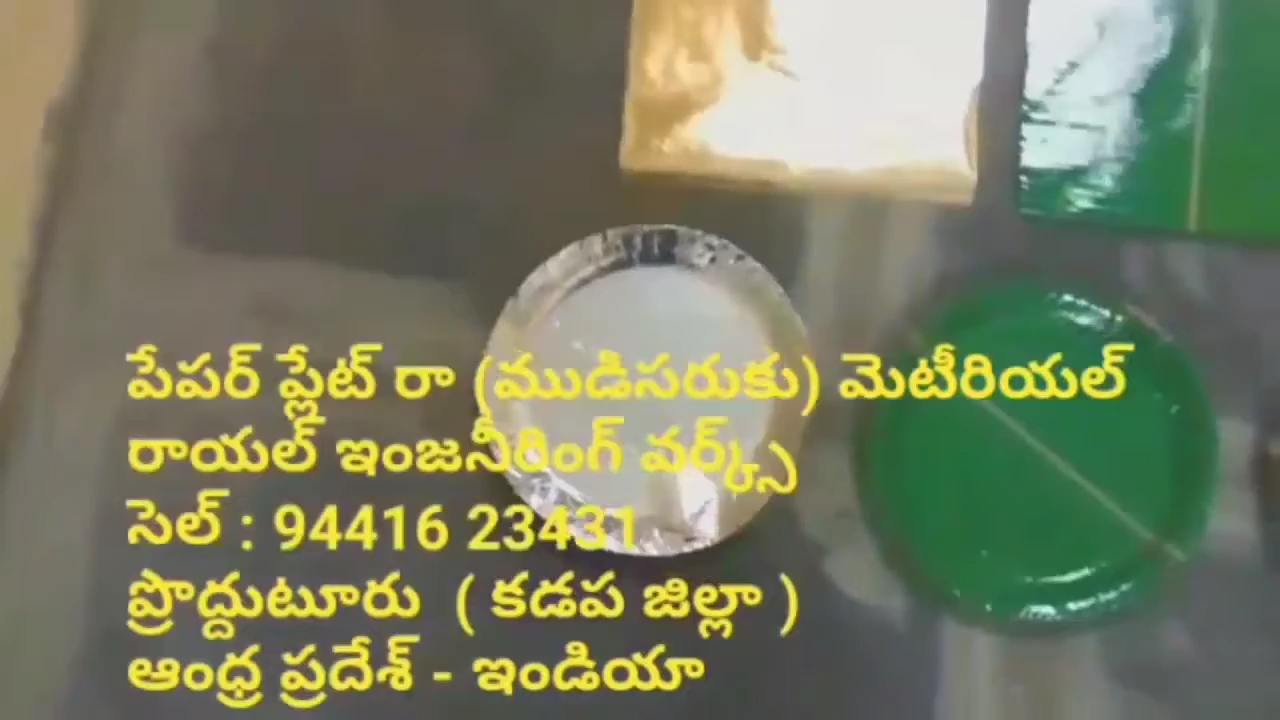 పేపర్ ప్లేట్ రా (ముడిసరుకు) మెటీరియల్
రాయల్ ఇంజనీరింగ్ వర్క్స్
సెల్ : 94416 23431
ప్రొద్దుటూరు ( కడప జిల్లా )
ఆంధ్ర ప్రదేశ్ - ఇండియా